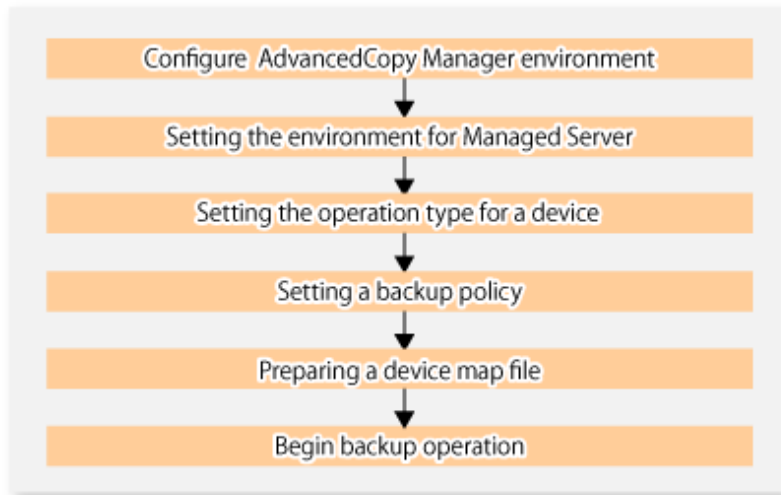 Configure AdvancedCopy Manager environment
Setting the environment for Managed Server
Setting the operation type for a device
Setting a backup policy
Preparing a device map file
Begin backup operation